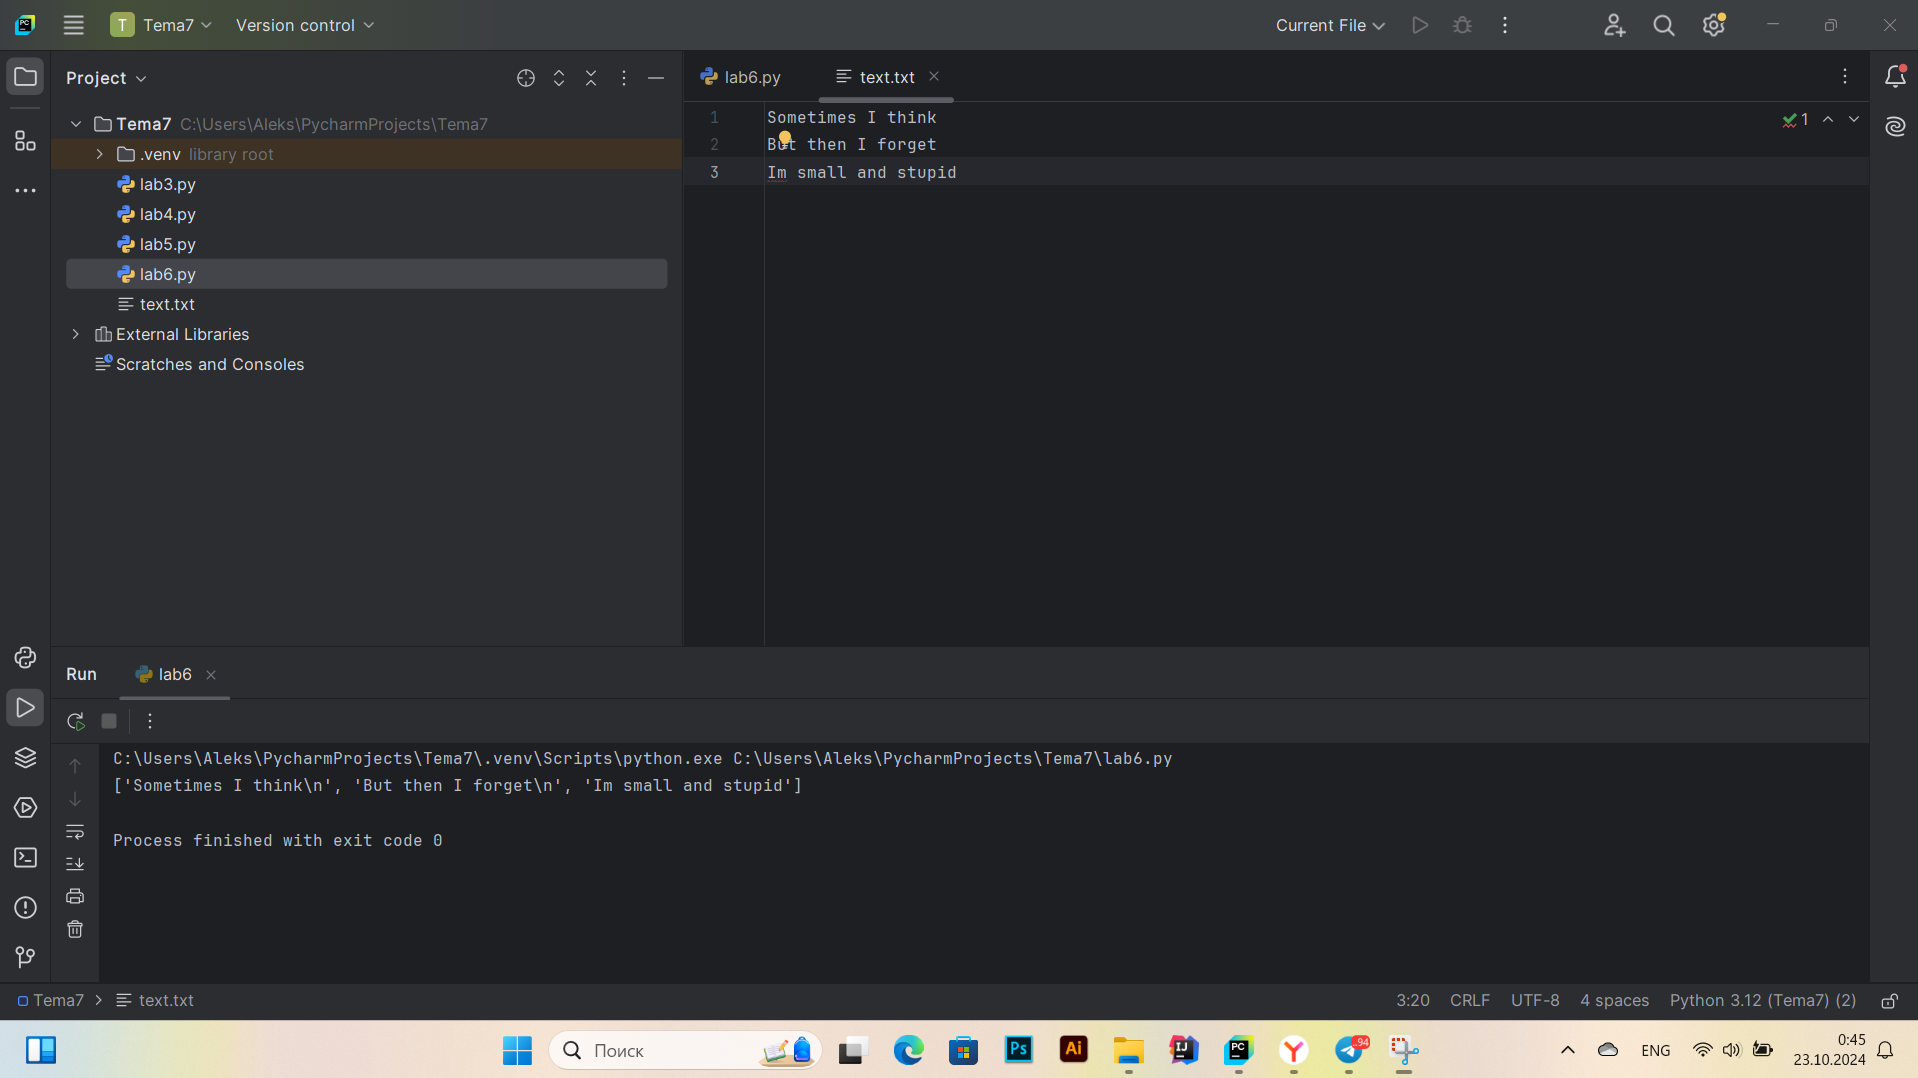 PC
T Tema7 Version control
Current File
Project
lab6.py text.txt
Tema7 C:\Users\Aleks\PycharmProjects\Tema7
.venv library root
lab3.py
lab4.py
lab5.py
lab6.py
text.txt
External Libraries
Scratches and Consoles
1 Sometimes I think
2 But then I forget
3 Im small and stupid
1
Run lab6
C:\Users\Aleks\PycharmProjects\Tema7\.venv\Scripts\python.exe C:\Users\Aleks\PycharmProjects\Tema7\lab6.py
['Sometimes I think\n', 'But then I forget\n', 'Im small and stupid']
Process finished with exit code 0
Tema7 text.txt
3:20 CRLF UTF-8 4 spaces Python 3.12 (Tema7) (2)
Поиск
Ps Ai IJ PC Y 94
ENG
0:45
23.10.2024